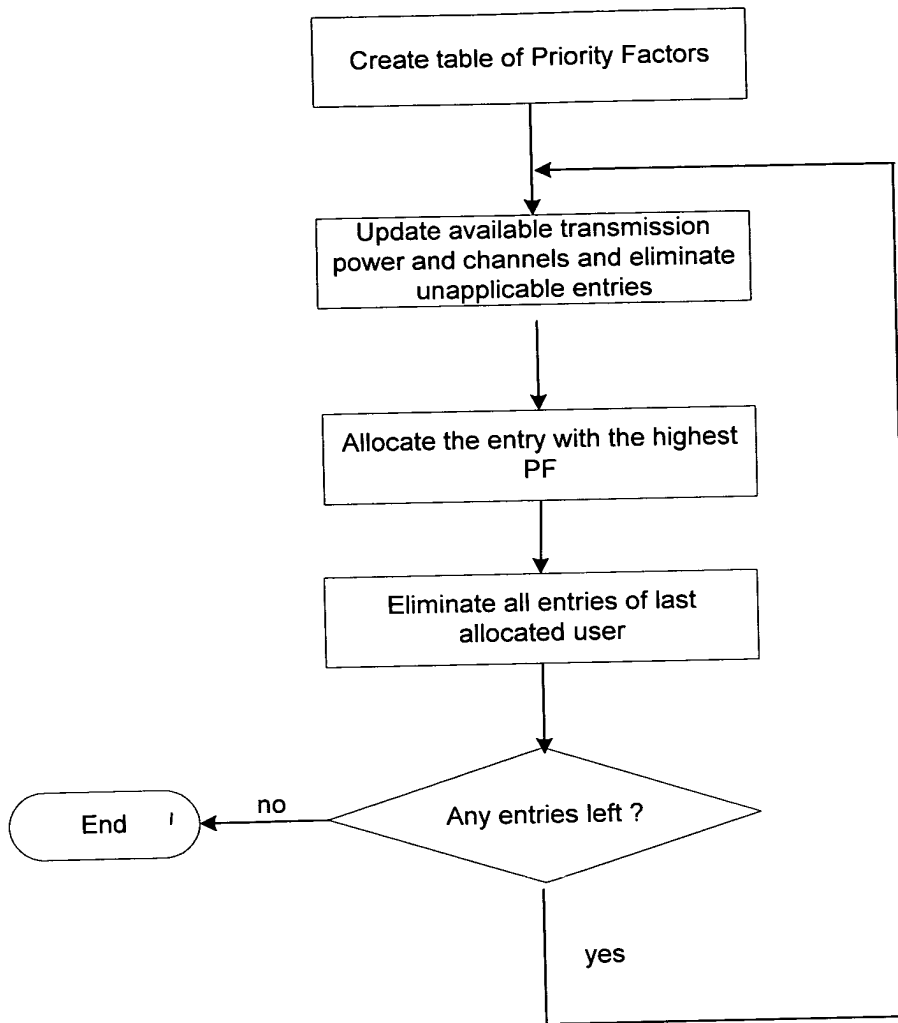 Create table of Priority Factors
Update available transmission
power and channels and eliminate
unapplicable entries
Allocate the entry with the highest
PF
Eliminate all entries of last
allocated user
Any entries left ?
no
End
yes